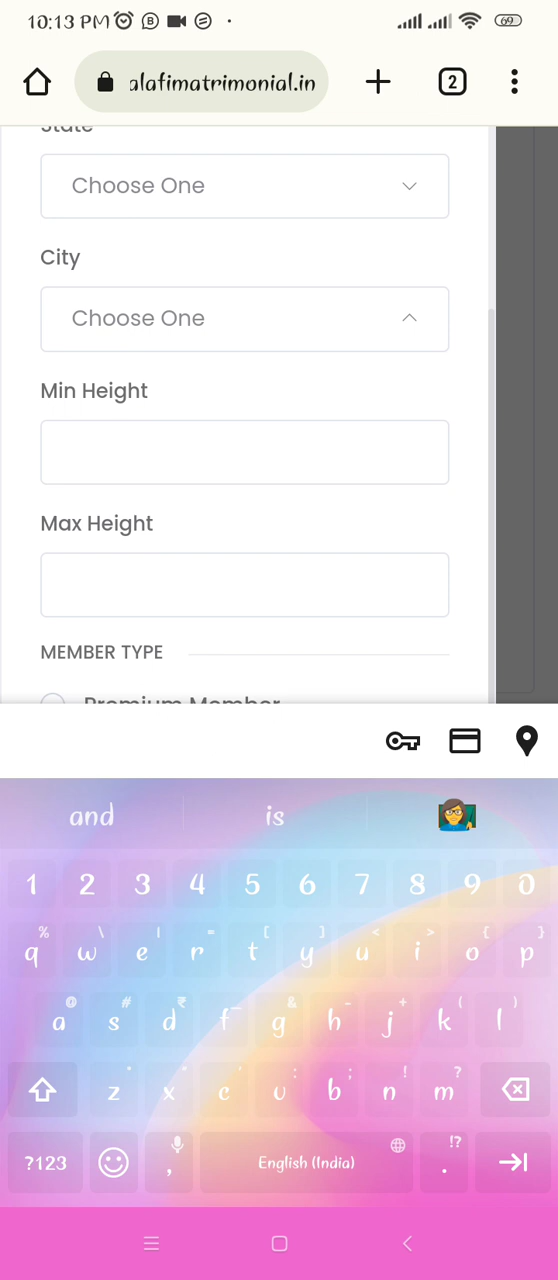 10:13 PM
69
alafimatrimonial.in
2
State
Choose One
City
Choose One
Min Height
Max Height
MEMBER TYPE
Premium Member
and is
1 2 3 4 5 6 7 8 9 0
% \ | = [ ] < > { }
q w e r t y u i o p
@ # ₹ _ & - + ( )
a s d f g h j k l
* " ' : ; ! ?
z x c v b n m
!?
?123 , English (India) .